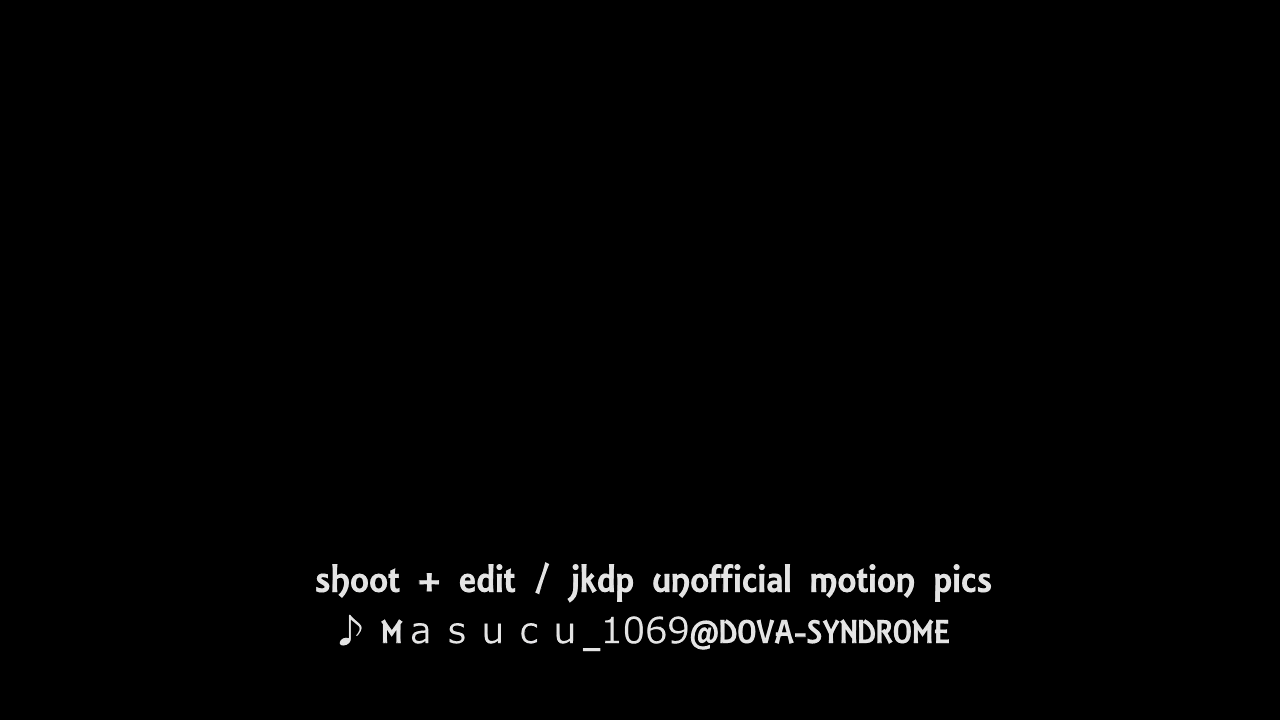 shoot + edit / jkdp unofficial motion pics
♪ Mａｓｕｃｕ_1069@DOVA-SYNDROME